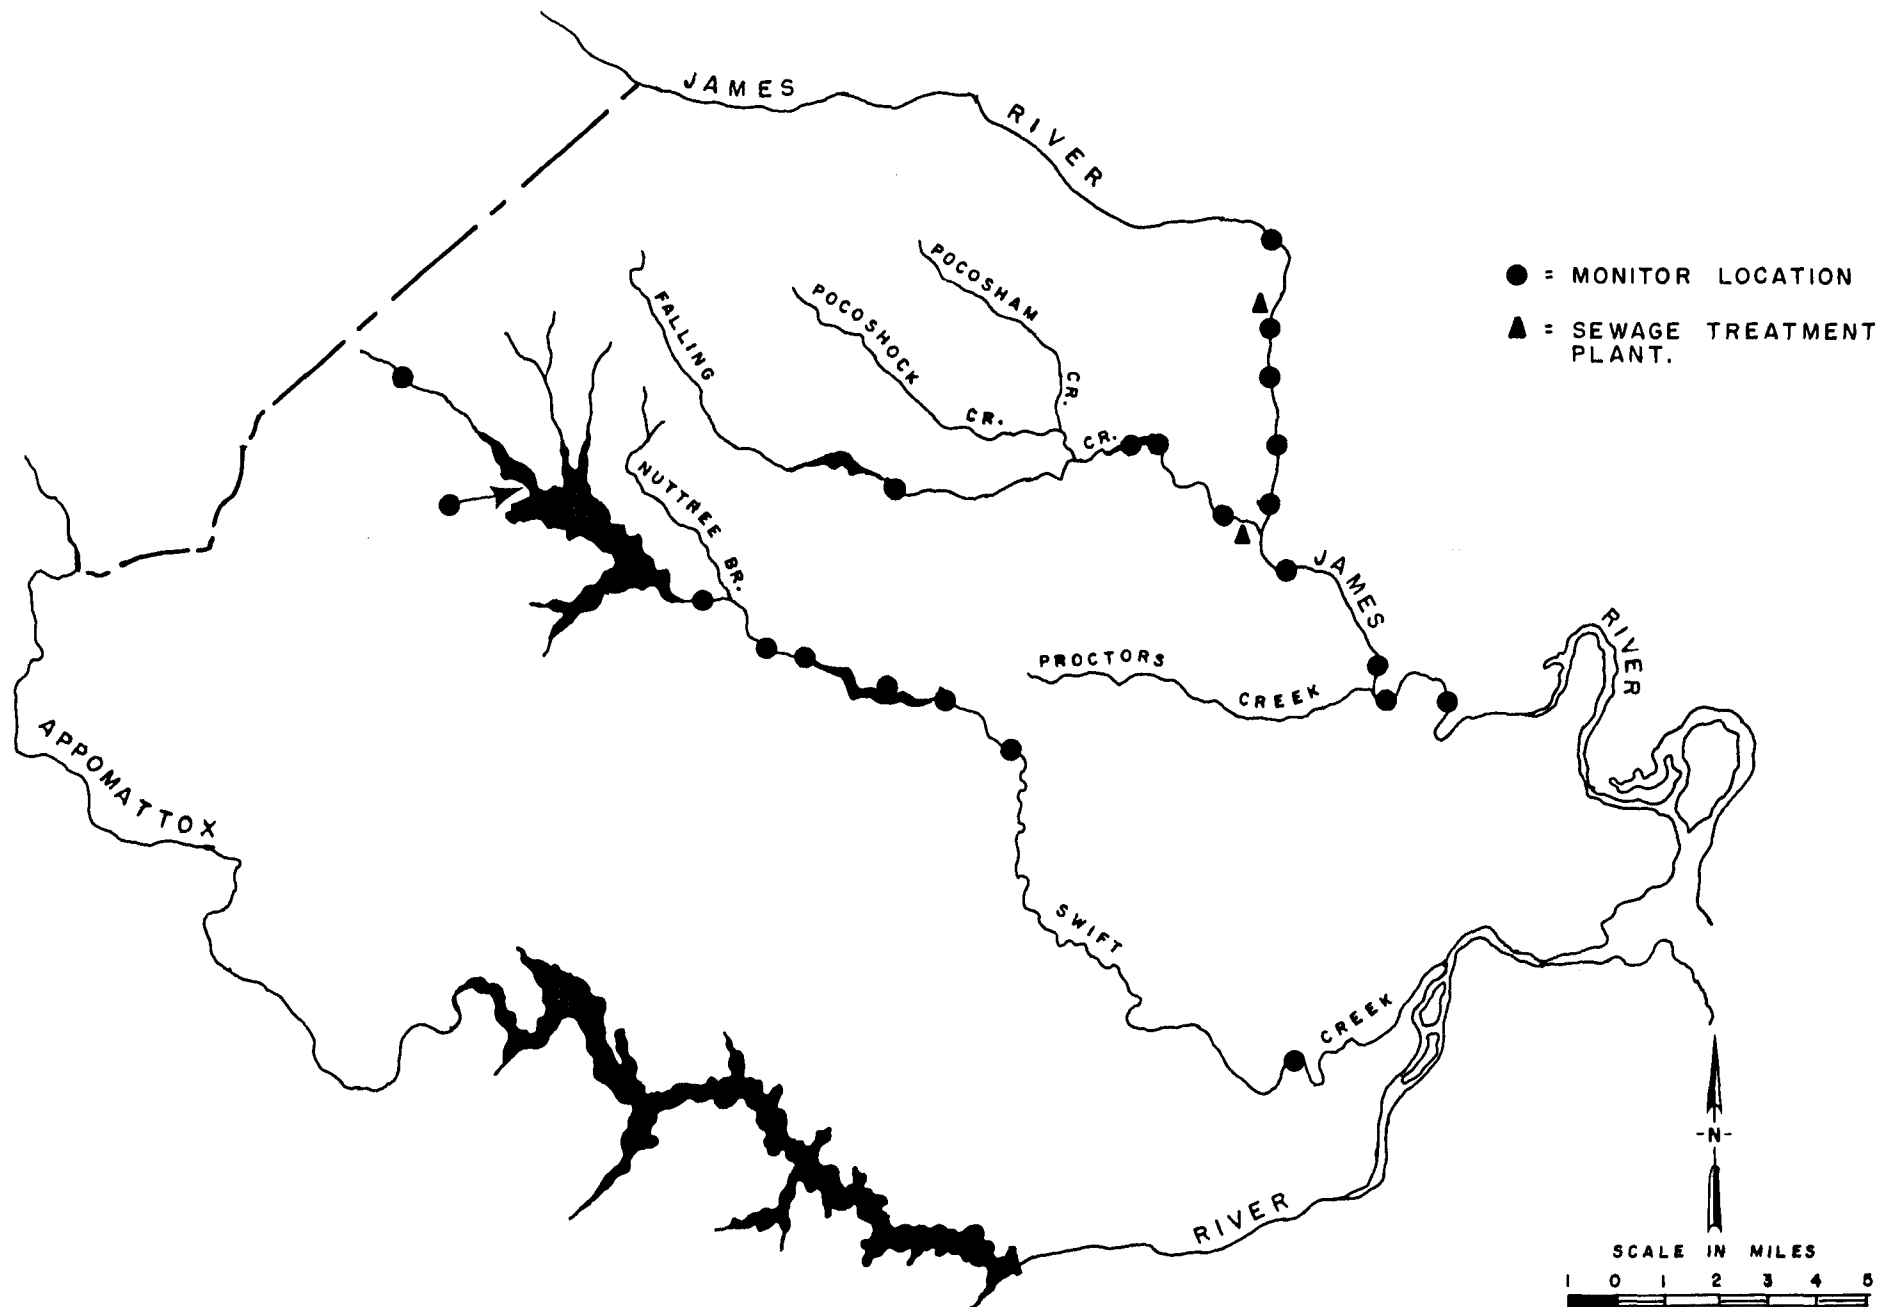 JAMES RIVER
POCOSHAM CR.
POCOSHOCK CR.
FALLING CR.
● = MONITOR LOCATION
▲ = SEWAGE TREATMENT
PLANT.
NUTTREE BR.
JAMES RIVER
PROCTORS CREEK
APPOMATTOX RIVER
SWIFT CREEK
-N-
SCALE IN MILES
1 0 1 2 3 4 5